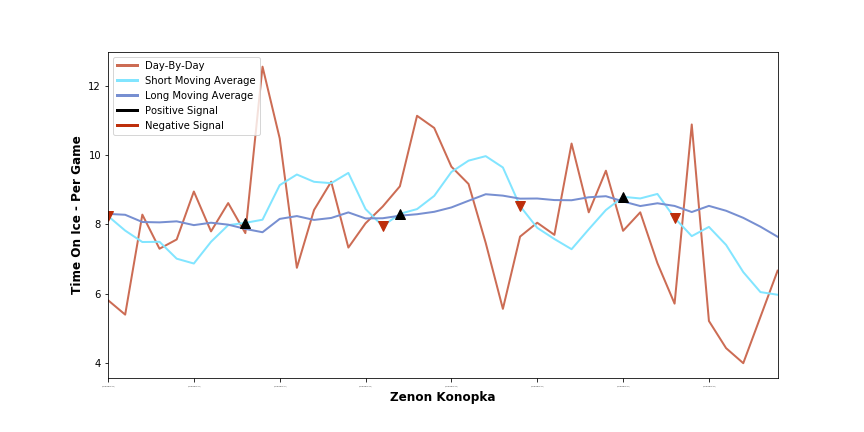 Day-By-Day
Short Moving Average
Long Moving Average
Positive Signal
Negative Signal
12
10
8
6
4
Time On Ice - Per Game
Zenon Konopka